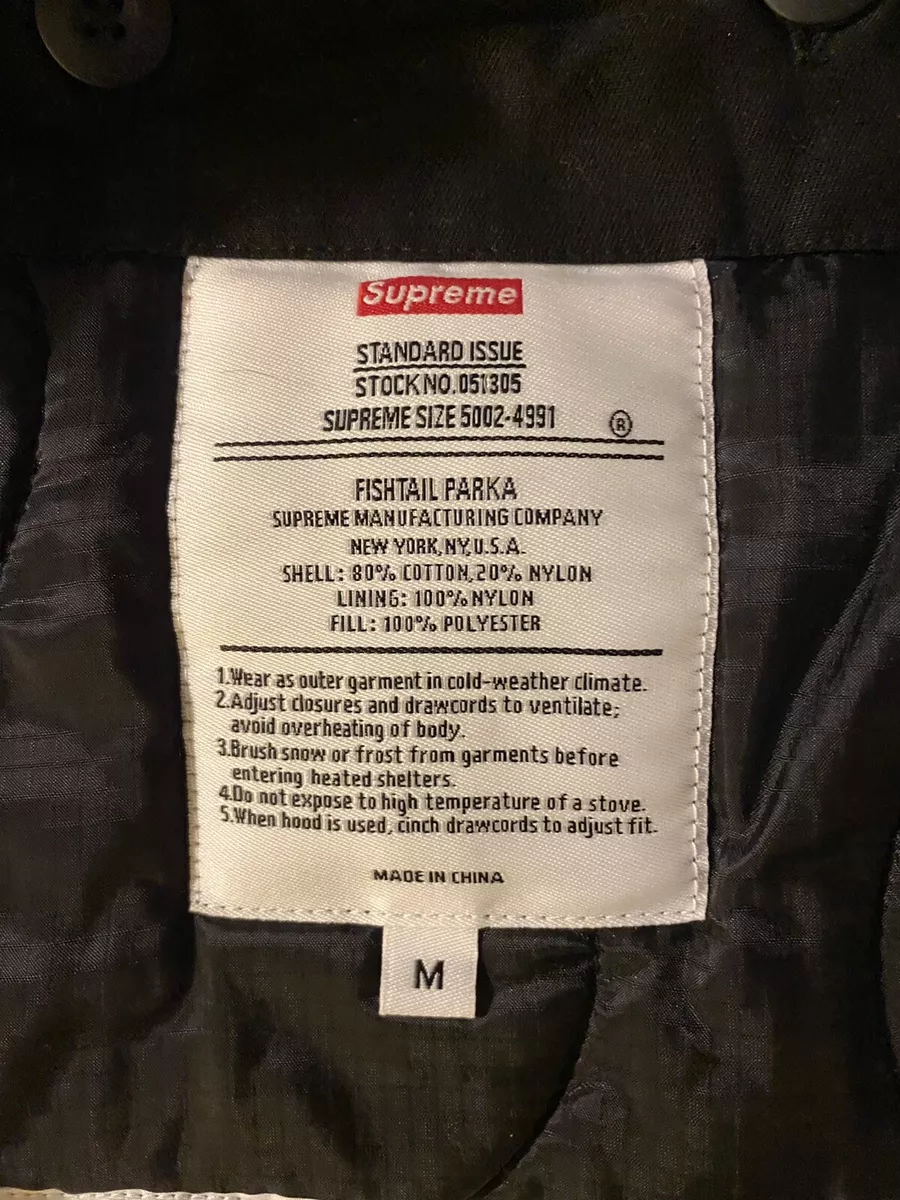 Supreme
STANDARD ISSUE
STOCK NO. 051305
SUPREME SIZE 5002-4991 ®
FISHTAIL PARKA
SUPREME MANUFACTURING COMPANY
NEW YORK, NY, U.S.A.
SHELL: 80% COTTON, 20% NYLON
LINING: 100% NYLON
FILL: 100% POLYESTER
1.Wear as outer garment in cold-weather climate.
2.Adjust closures and drawcords to ventilate;
avoid overheating of body.
3.Brush snow or frost from garments before
entering heated shelters.
4.Do not expose to high temperature of a stove.
5.When hood is used, cinch drawcords to adjust fit.
MADE IN CHINA
M